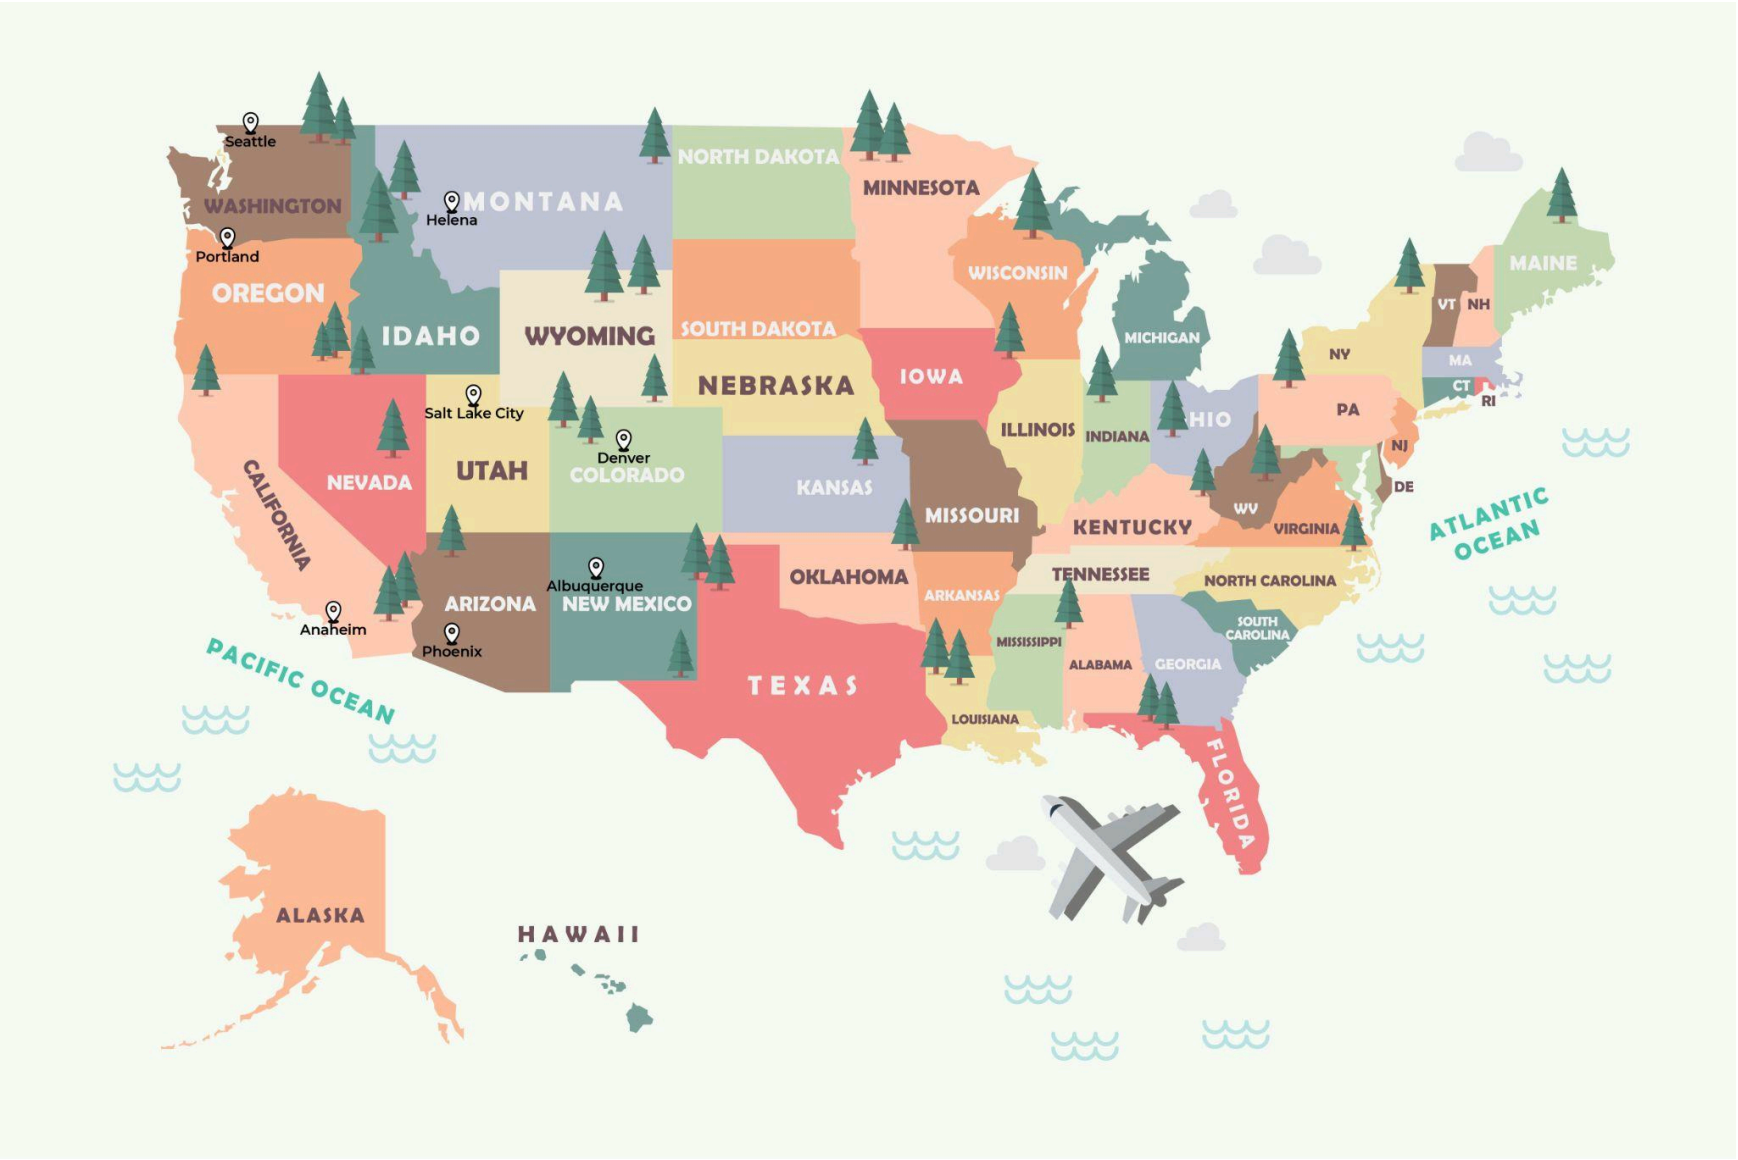 Seattle
WASHINGTON
Portland
OREGON
Helena
MONTANA
IDAHO
WYOMING
NORTH DAKOTA
SOUTH DAKOTA
NEBRASKA
MINNESOTA
WISCONSIN
IOWA
MICHIGAN
ILLINOIS
INDIANA
HIO
MAINE
VT
NH
NY
MA
CT
RI
PA
NJ
DE
WV
VIRGINIA
Salt Lake City
UTAH
NEVADA
CALIFORNIA
Anaheim
Denver
COLORADO
KANSAS
MISSOURI
KENTUCKY
TENNESSEE
NORTH CAROLINA
SOUTH
CAROLINA
ARIZONA
Phoenix
Albuquerque
NEW MEXICO
OKLAHOMA
ARKANSAS
MISSISSIPPI
ALABAMA
GEORGIA
TEXAS
LOUISIANA
FLORIDA
ATLANTIC
OCEAN
PACIFIC OCEAN
ALASKA
HAWAII